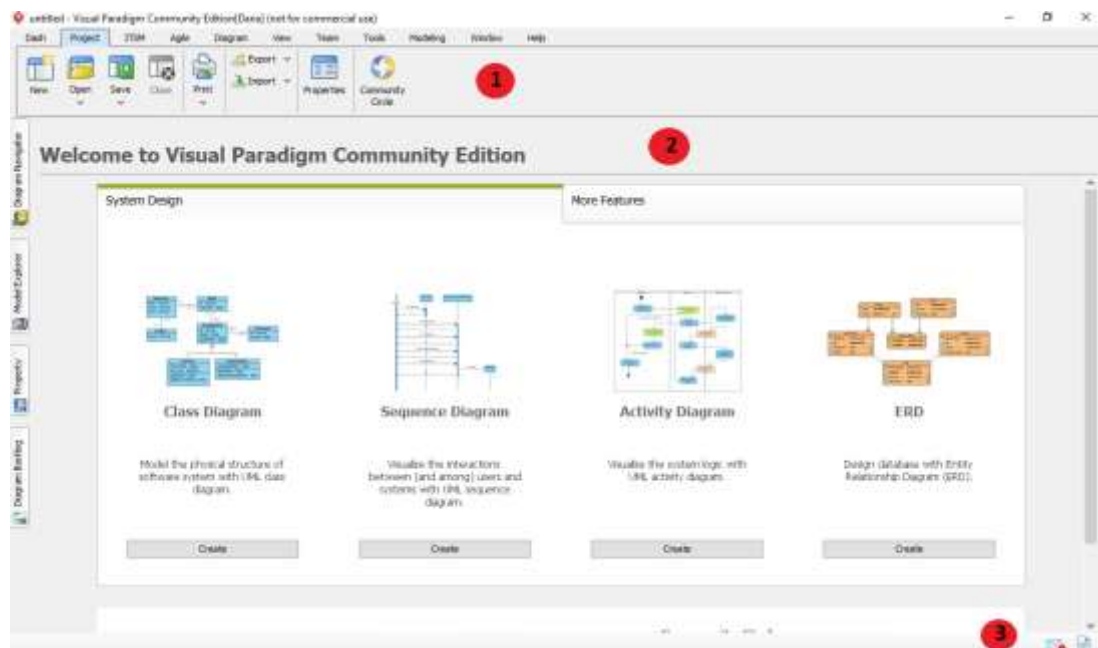 untitled - Visual Paradigm Community Edition(Daria) (not for commercial use)
Dash Project ITSM Agile Diagram View Team Tools Modeling Window Help
Export
Import
New Open Save Close Print Properties Community
Circle
1
2
Diagram Navigator
Model Explorer
Property
Diagram Backlog
Welcome to Visual Paradigm Community Edition
System Design More Features
Class Diagram Sequence Diagram Activity Diagram ERD
Model the physical structure of
software system with UML class
diagram.
Visualize the interactions
between (and among) users and
systems with UML sequence
diagram.
Visualize the system logic with
UML activity diagram.
Design database with Entity
Relationship Diagram (ERD).
Create Create Create Create
3